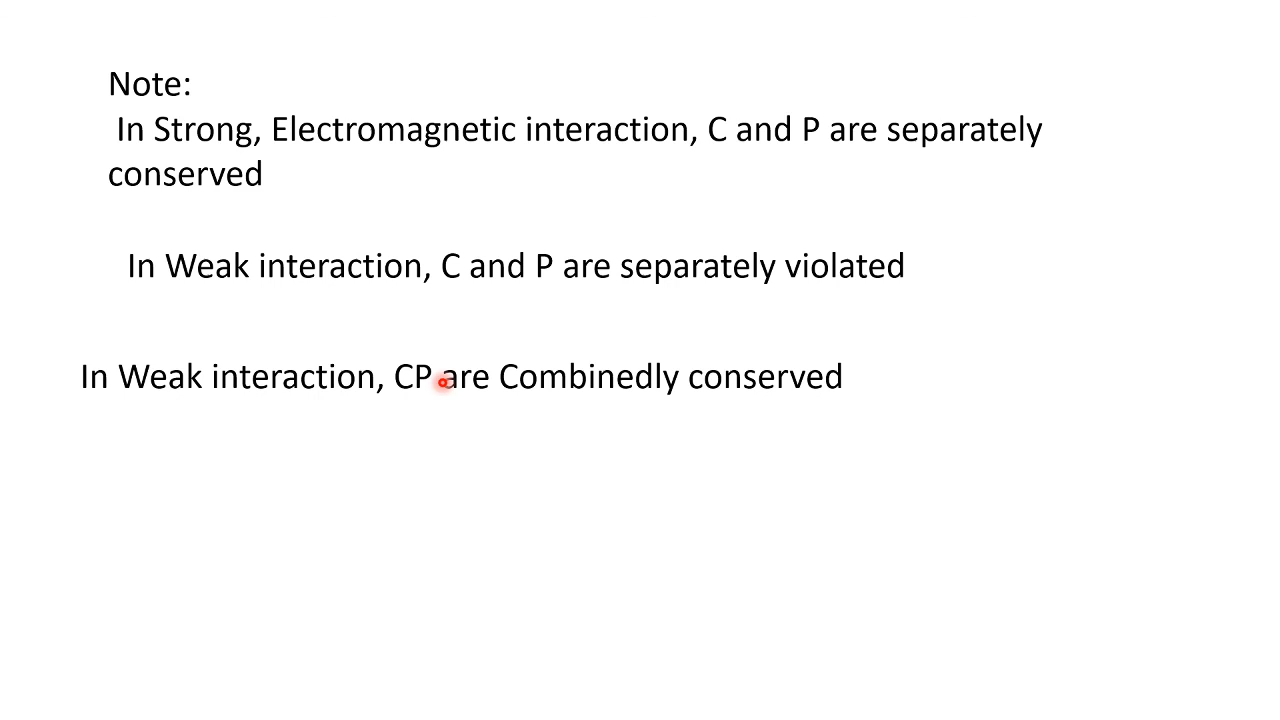 Note:
In Strong, Electromagnetic interaction, C and P are separately
conserved
In Weak interaction, C and P are separately violated
In Weak interaction, CP are Combinedly conserved